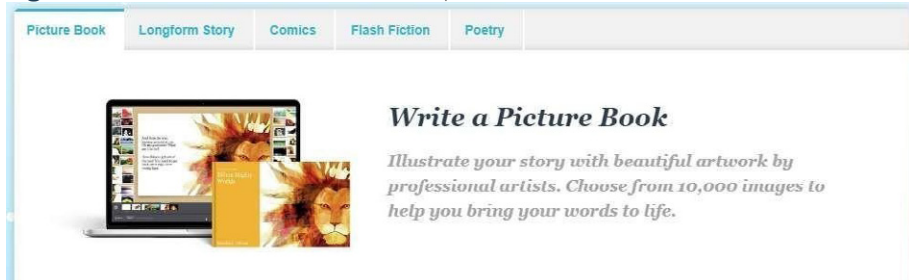 Picture Book Longform Story Comics Flash Fiction Poetry
Write a Picture Book
Illustrate your story with beautiful artwork by
professional artists. Choose from 10,000 images to
help you bring your words to life.